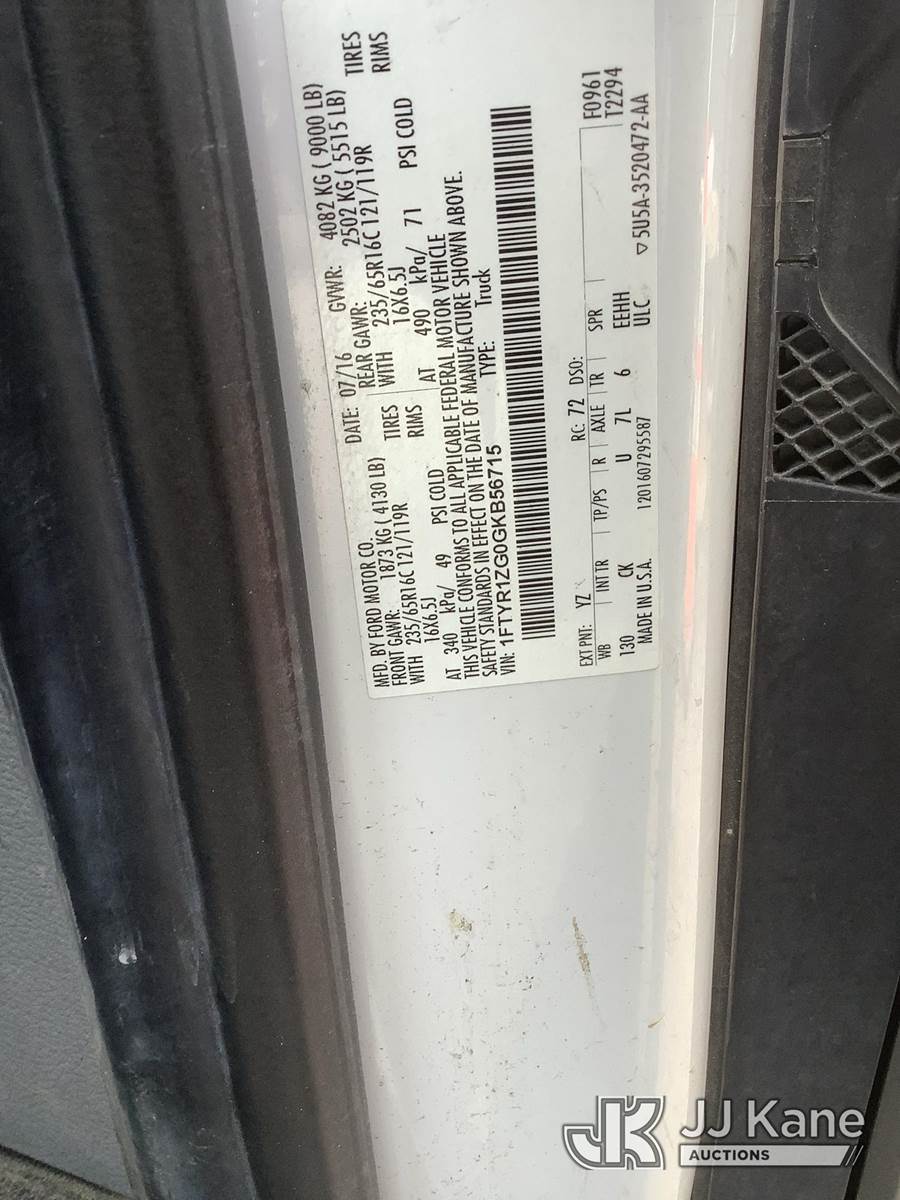 MFD. BY FORD MOTOR CO. DATE: 07/16 GVWR: 4082 KG ( 9000 LB)
FRONT GAWR: 1873 KG ( 4130 LB) REAR GAWR: 2502 KG ( 5515 LB)
WITH 235/65R16C 121/119R TIRES WITH 235/65R16C 121/119R TIRES
16X6.5J RIMS 16X6.5J RIMS
AT 340 kPa/ 49 PSI COLD AT 490 kPa/ 71 PSI COLD
THIS VEHICLE CONFORMS TO ALL APPLICABLE FEDERAL MOTOR VEHICLE
SAFETY STANDARDS IN EFFECT ON THE DATE OF MANUFACTURE SHOWN ABOVE.
VIN: 1FTYR1ZG0GKB56715 TYPE: Truck
EXT PNT: YZ RC: 72 DSO: F0961
WB INT TR TP/PS R AXLE TR SPR T2294
130 CK U 7L 6 EEHH
MADE IN U.S.A. 1201607295587 ULC ▽ 5U5A-3520472-AA
JK JJ Kane
AUCTIONS